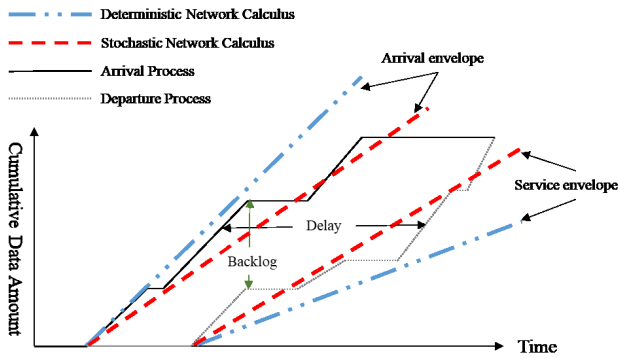 Deterministic Network Calculus
Stochastic Network Calculus
Arrival Process
Departure Process
Arrival envelope
Cumulative Data Amount
Service envelope
Delay
Backlog
Time